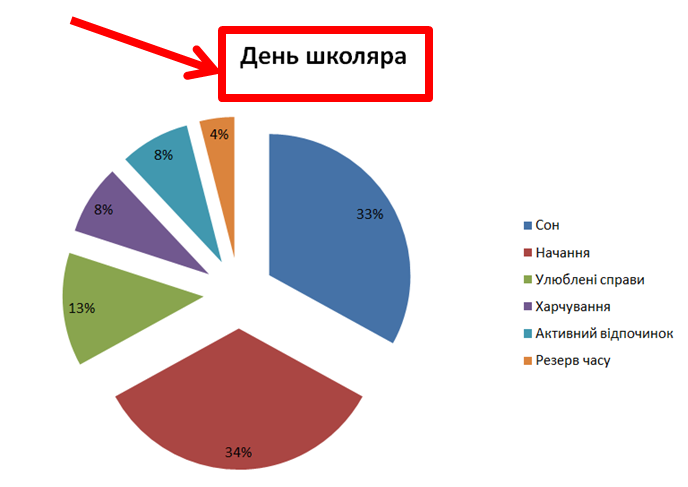 День школяра
4%
8%
33%
8%
13%
34%
Сон
Начання
Улюблені справи
Харчування
Активний відпочинок
Резерв часу